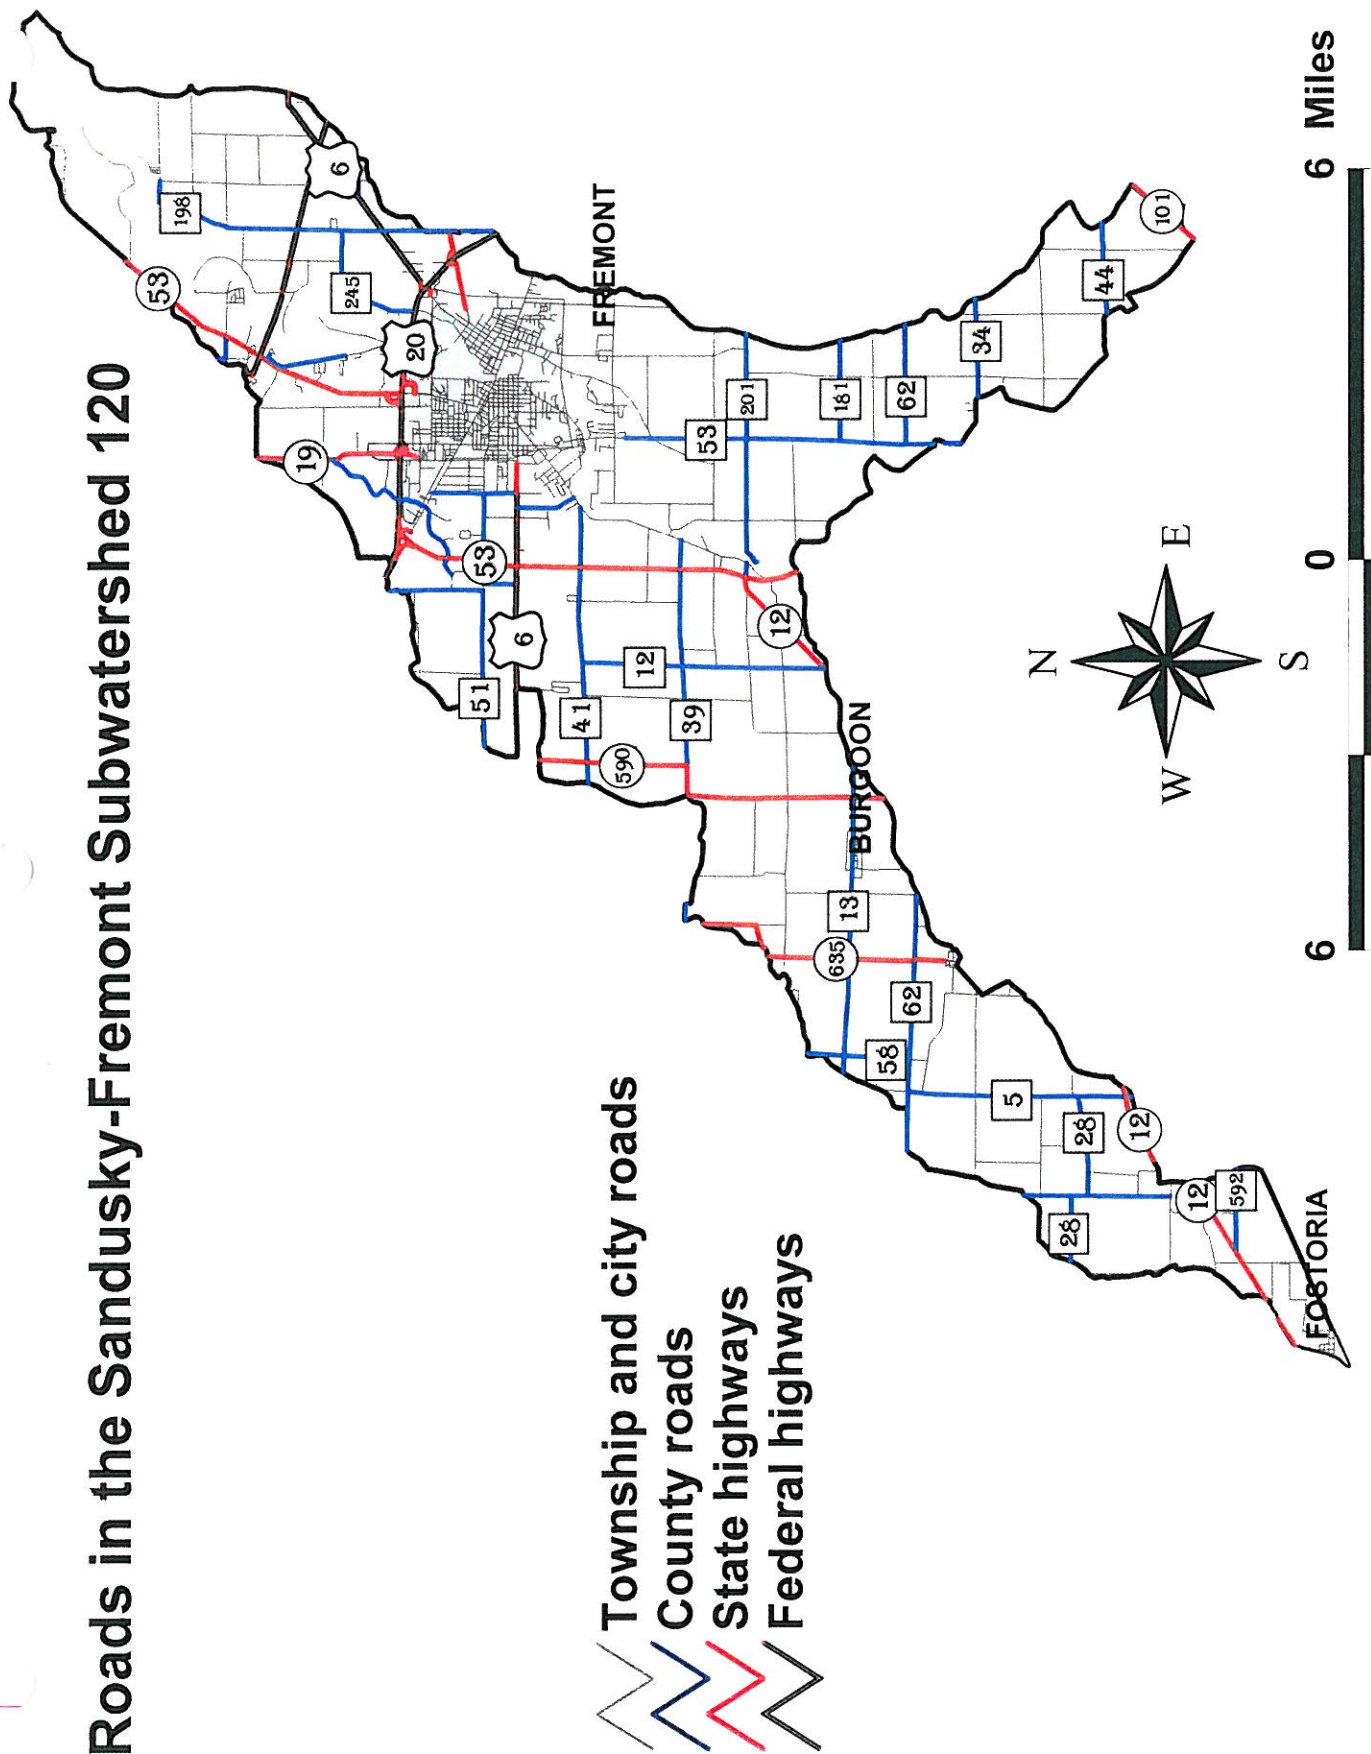 Roads in the Sandusky-Fremont Subwatershed 120
198
6
53
245
20
19
FREMONT
53
6
51
41
12
39
590
12
53
201
181
62
34
44
101
BURGOON
13
635
62
58
5
28
12
28
12
592
FOSTORIA
Township and city roads
County roads
State highways
Federal highways
N
W
E
S
6
0
6 Miles